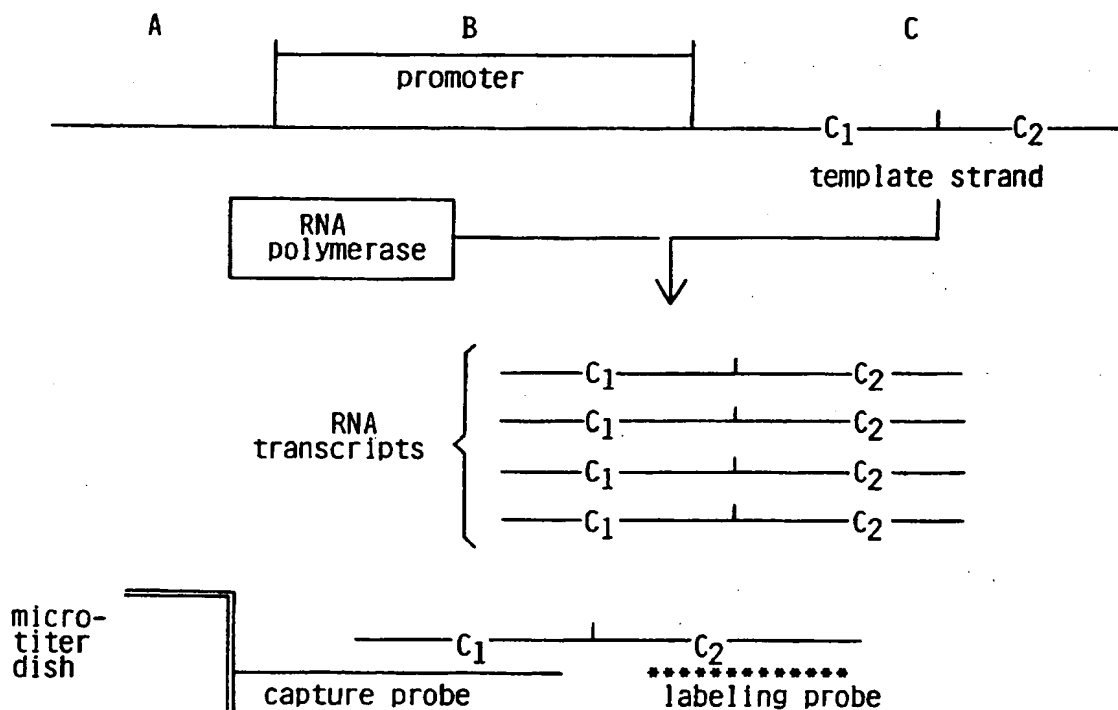 A B C
promoter
C1 C2
template strand
RNA
polymerase
C1 C2
C1 C2
RNA
transcripts
C1 C2
C1 C2
micro-
titer
dish
C1 C2
capture probe labeling probe